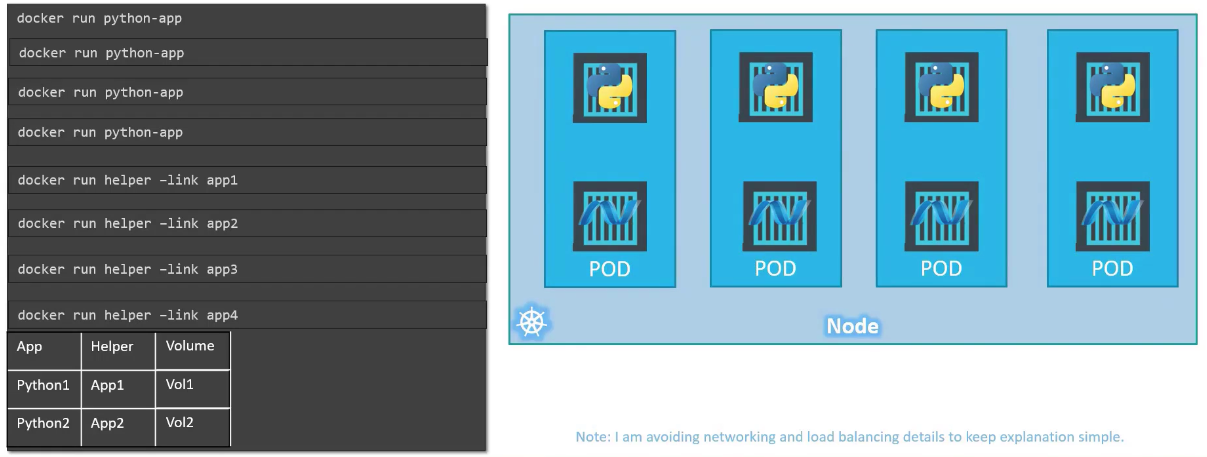 docker run python-app
docker run python-app
docker run python-app
docker run python-app
docker run helper –link app1
docker run helper –link app2
docker run helper –link app3
docker run helper –link app4
App Helper Volume
Python1 App1 Vol1
Python2 App2 Vol2
POD POD POD POD
Node
Note: I am avoiding networking and load balancing details to keep explanation simple.